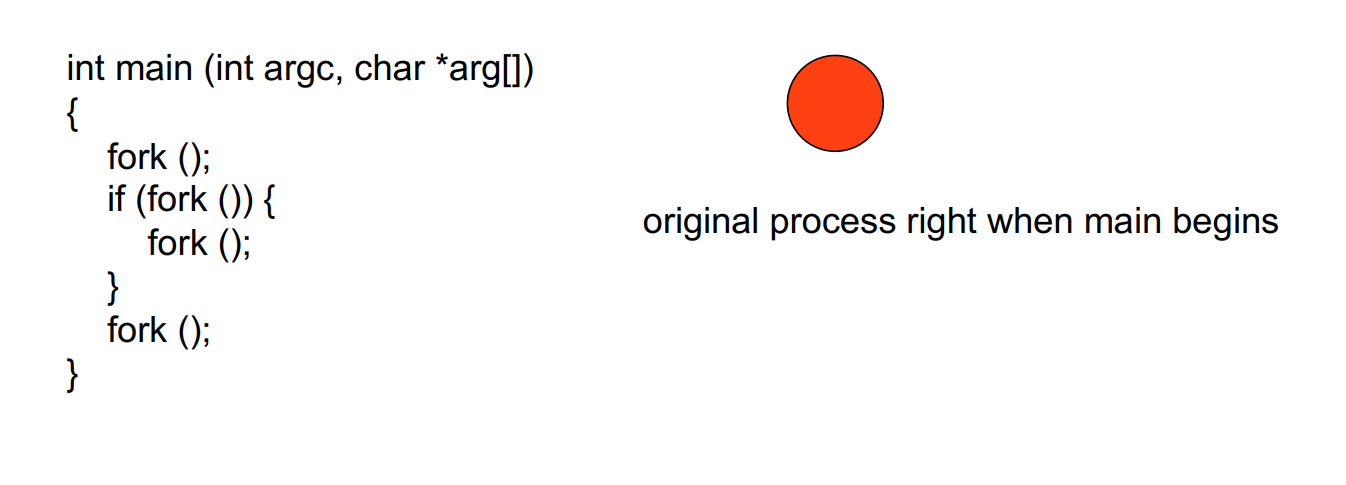 int main (int argc, char *arg[])
{
fork ();
if (fork ()) {
fork ();
}
fork ();
}
original process right when main begins